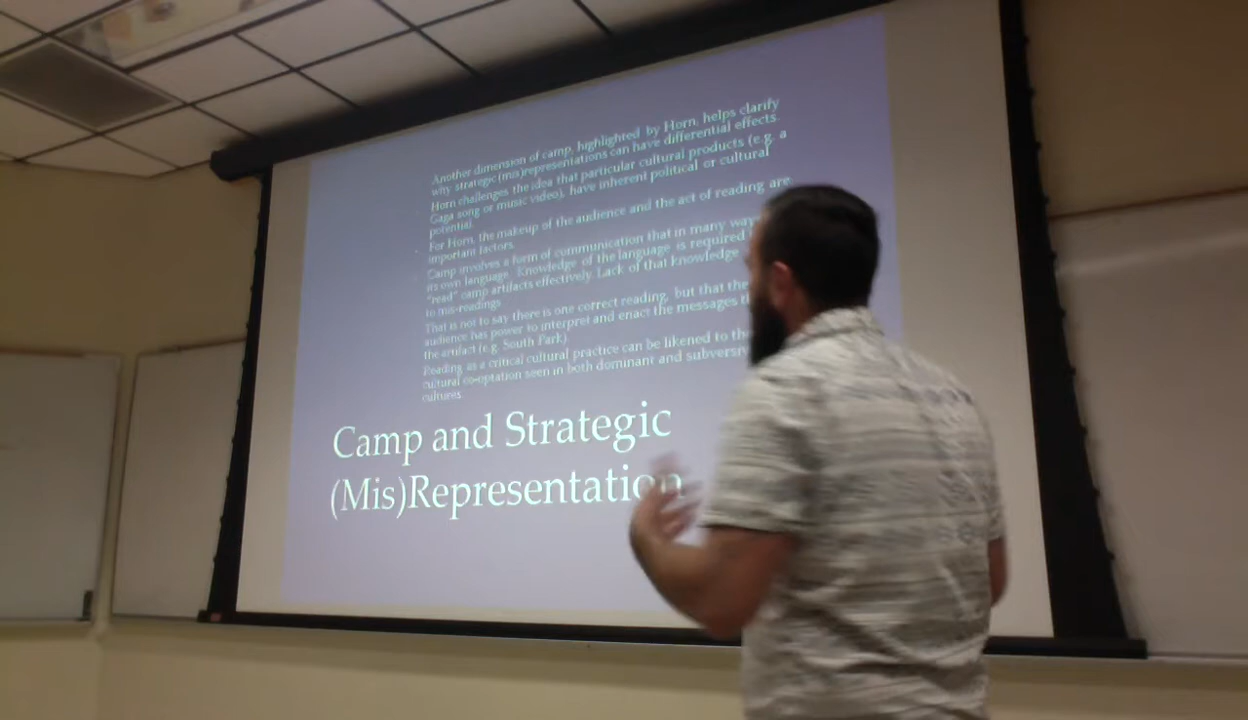 Another dimension of camp, highlighted by Horn, helps clarify
why strategic (mis)representations can have differential effects.
Horn challenges the idea that particular cultural products (e.g. a
Gaga song or music video), have inherent political or cultural
potential.
For Horn, the makeup of the audience and the act of reading are
important factors.
Camp involves a form of communication that in many way
its own language. Knowledge of the language is required
"read" camp artifacts effectively. Lack of that knowledge
to mis-readings.
That is not to say there is one correct reading, but that the
audience has power to interpret and enact the messages
the artifact (e.g. South Park).
Reading as a critical cultural practice can be likened to the
cultural co-optation seen in both dominant and subversiv
cultures
Camp and Strategic
(Mis)Representation